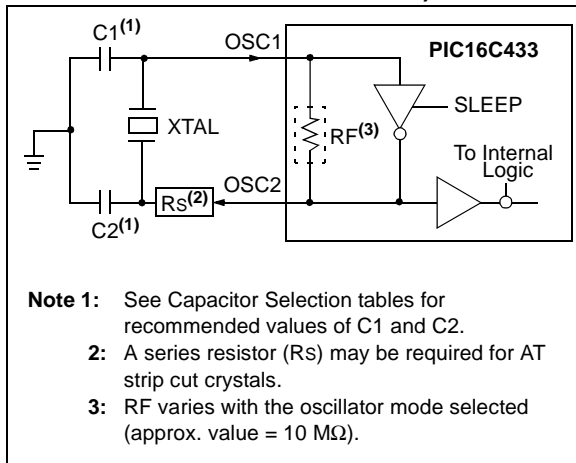 C1(1)
OSC1
PIC16C433
SLEEP
XTAL
RF(3)
To Internal
Logic
OSC2
RS(2)
C2(1)
Note 1: See Capacitor Selection tables for
recommended values of C1 and C2.
2: A series resistor (RS) may be required for AT
strip cut crystals.
3: RF varies with the oscillator mode selected
(approx. value = 10 MΩ).